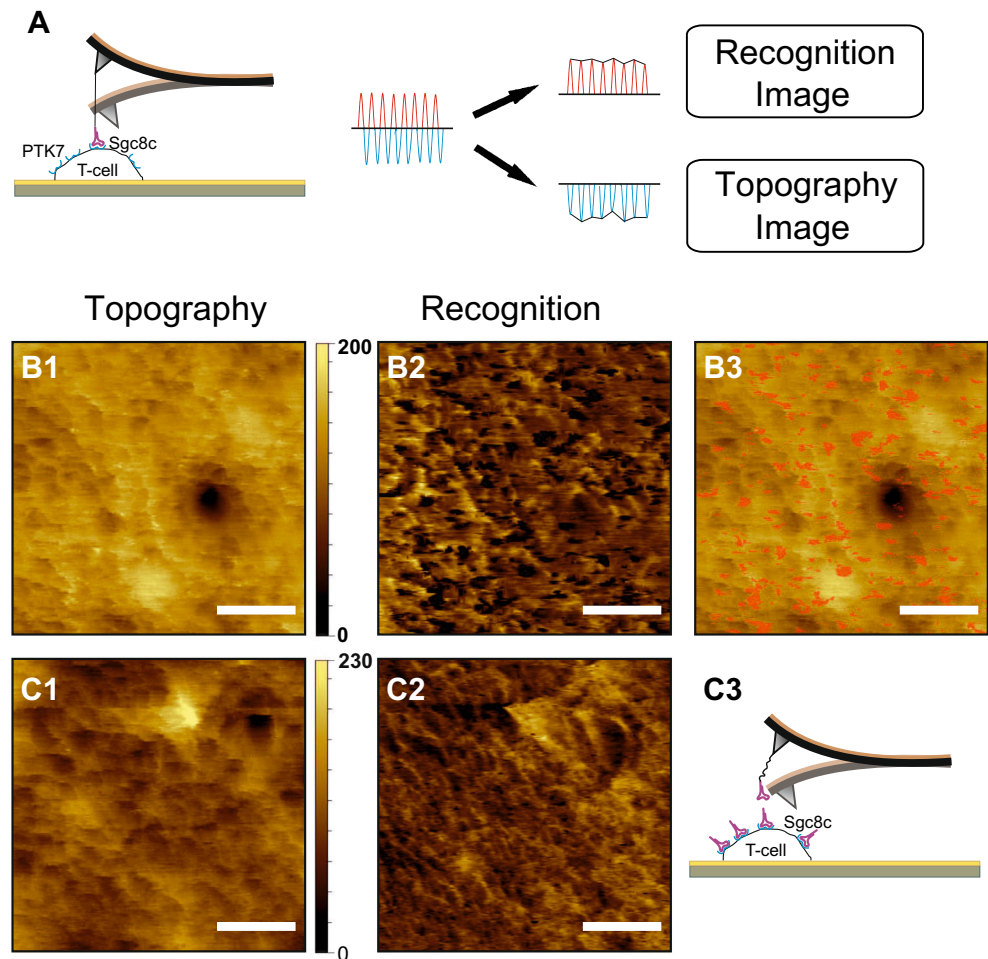 A
Recognition
Image
PTK7
Sgc8c
T-cell
Topography
Image
Topography
Recognition
B1
200
0
B2
B3
C1
230
0
C2
C3
Sgc8c
T-cell